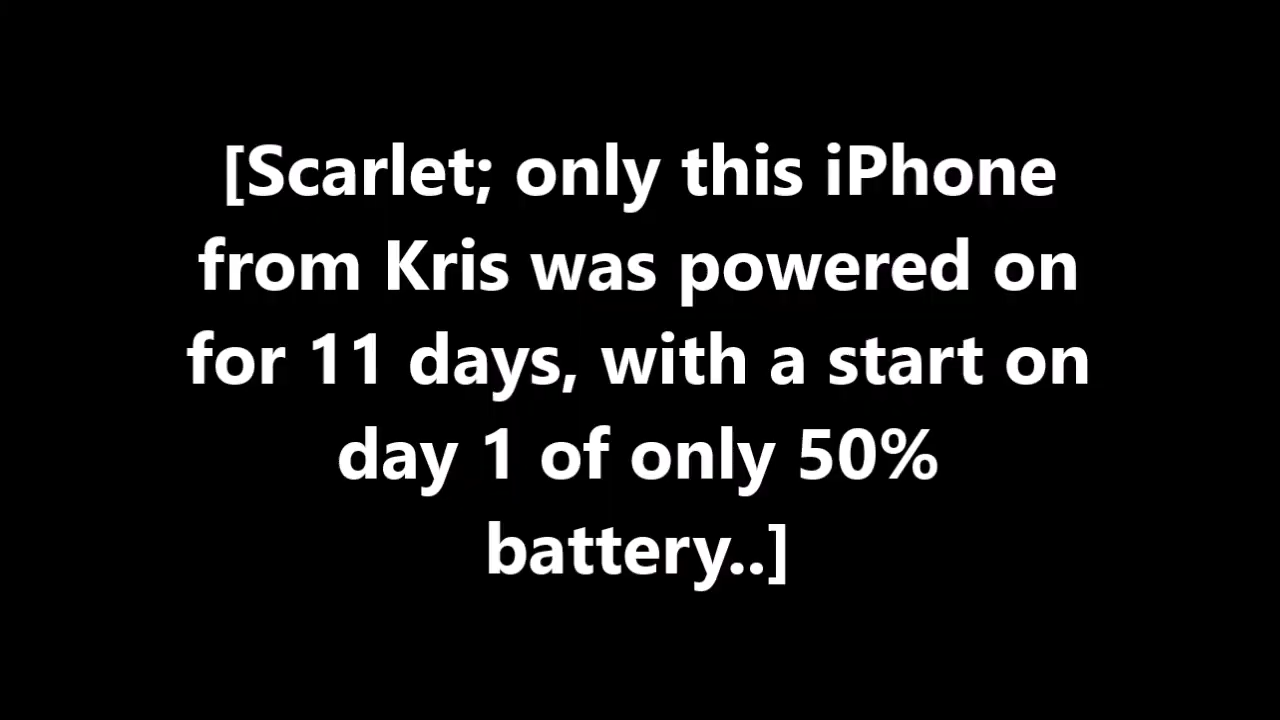 [Scarlet; only this iPhone
from Kris was powered on
for 11 days, with a start on
day 1 of only 50%
battery..]